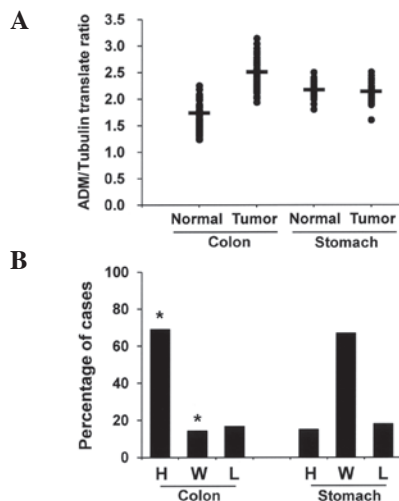 A
ADM/Tubulin translate ratio
3.5
3.0
2.5
2.0
1.5
1.0
0.5
0.0
Normal Tumor Normal Tumor
Colon Stomach
B
Percentage of cases
100
80
60
40
20
0
* *
H W L H W L
Colon Stomach